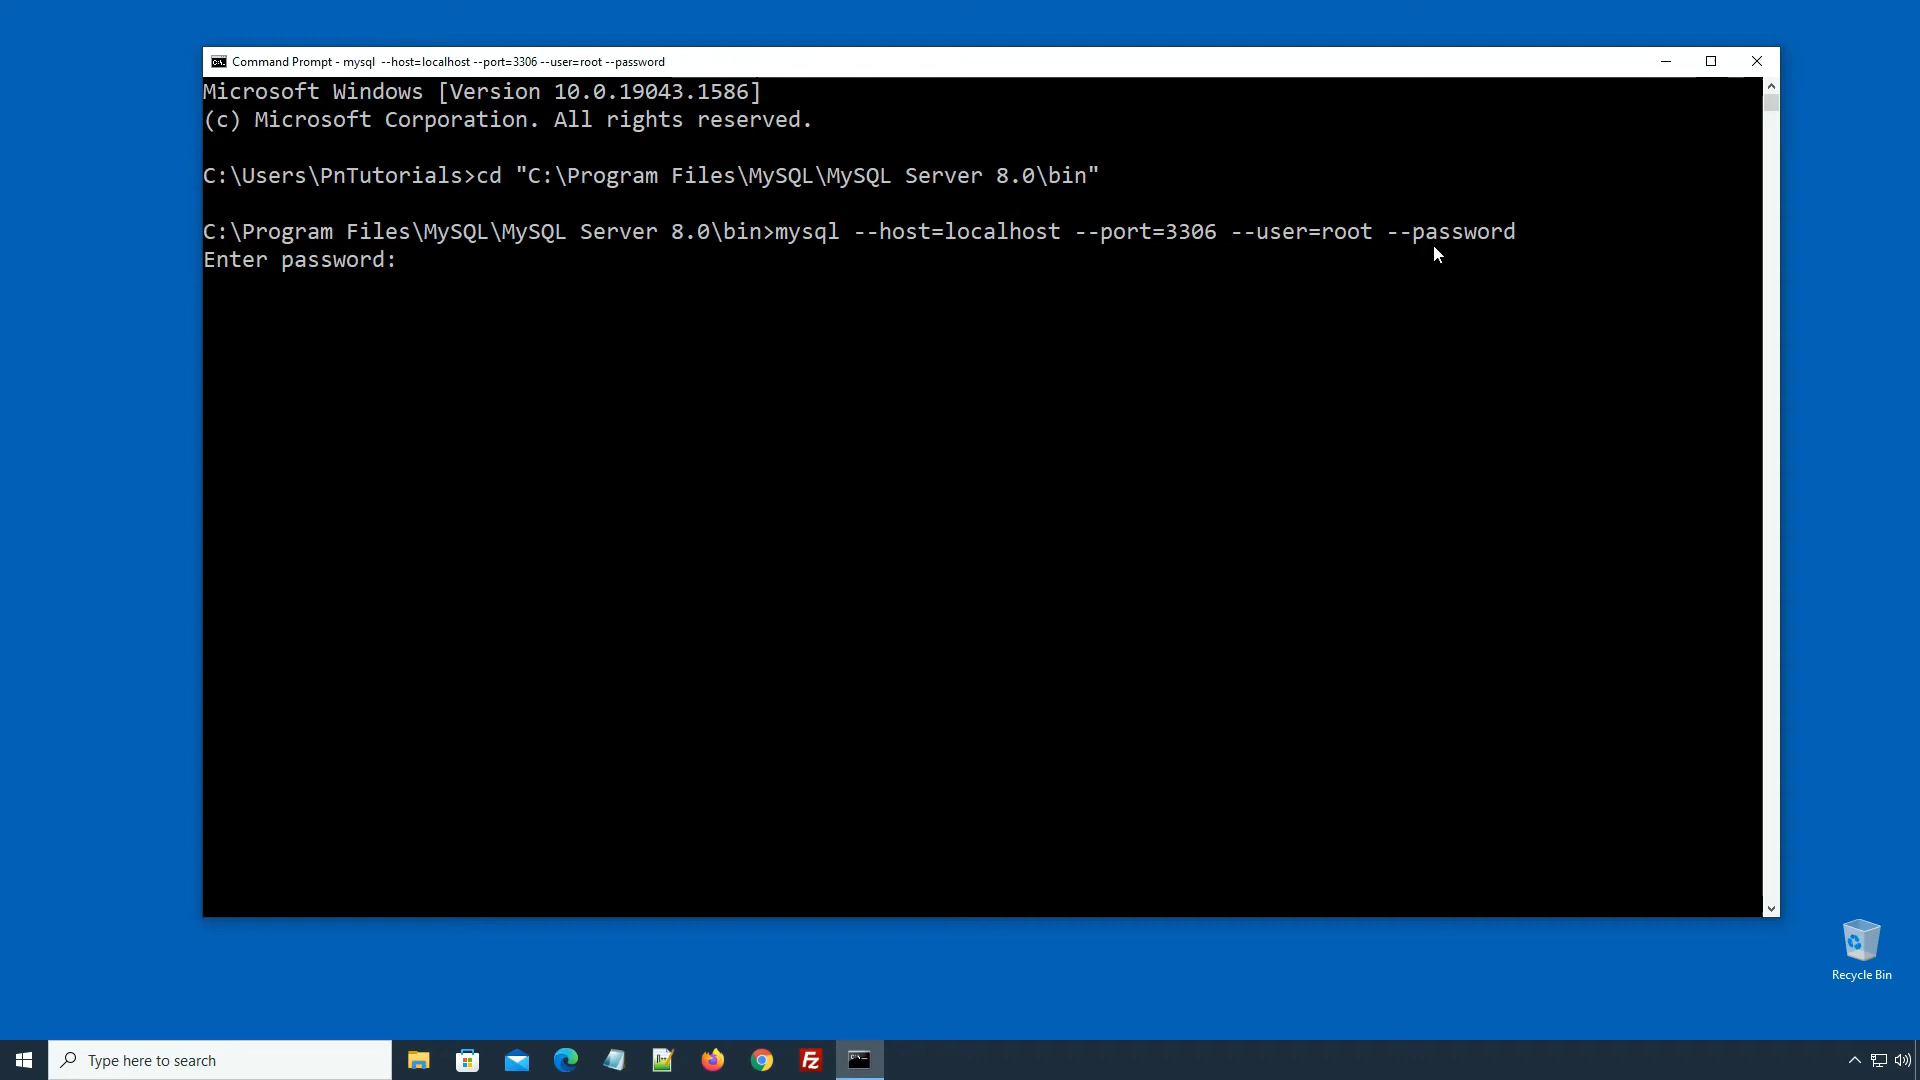 Command Prompt - mysql  --host=localhost --port=3306 --user=root --password
Microsoft Windows [Version 10.0.19043.1586]
(c) Microsoft Corporation. All rights reserved.
C:\Users\PnTutorials>cd "C:\Program Files\MySQL\MySQL Server 8.0\bin"
C:\Program Files\MySQL\MySQL Server 8.0\bin>mysql --host=localhost --port=3306 --user=root --password
Enter password:
Recycle Bin
Type here to search